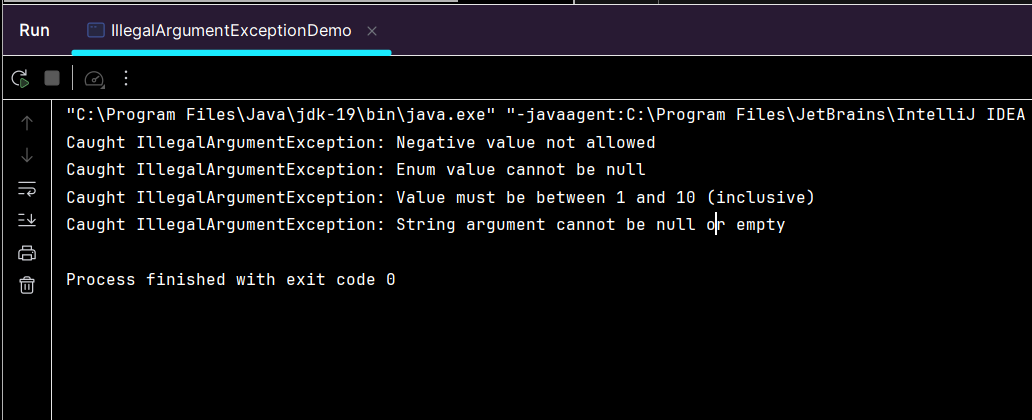 Run IllegalArgumentExceptionDemo
"C:\Program Files\Java\jdk-19\bin\java.exe" "-javaagent:C:\Program Files\JetBrains\IntelliJ IDEA
Caught IllegalArgumentException: Negative value not allowed
Caught IllegalArgumentException: Enum value cannot be null
Caught IllegalArgumentException: Value must be between 1 and 10 (inclusive)
Caught IllegalArgumentException: String argument cannot be null or empty
Process finished with exit code 0